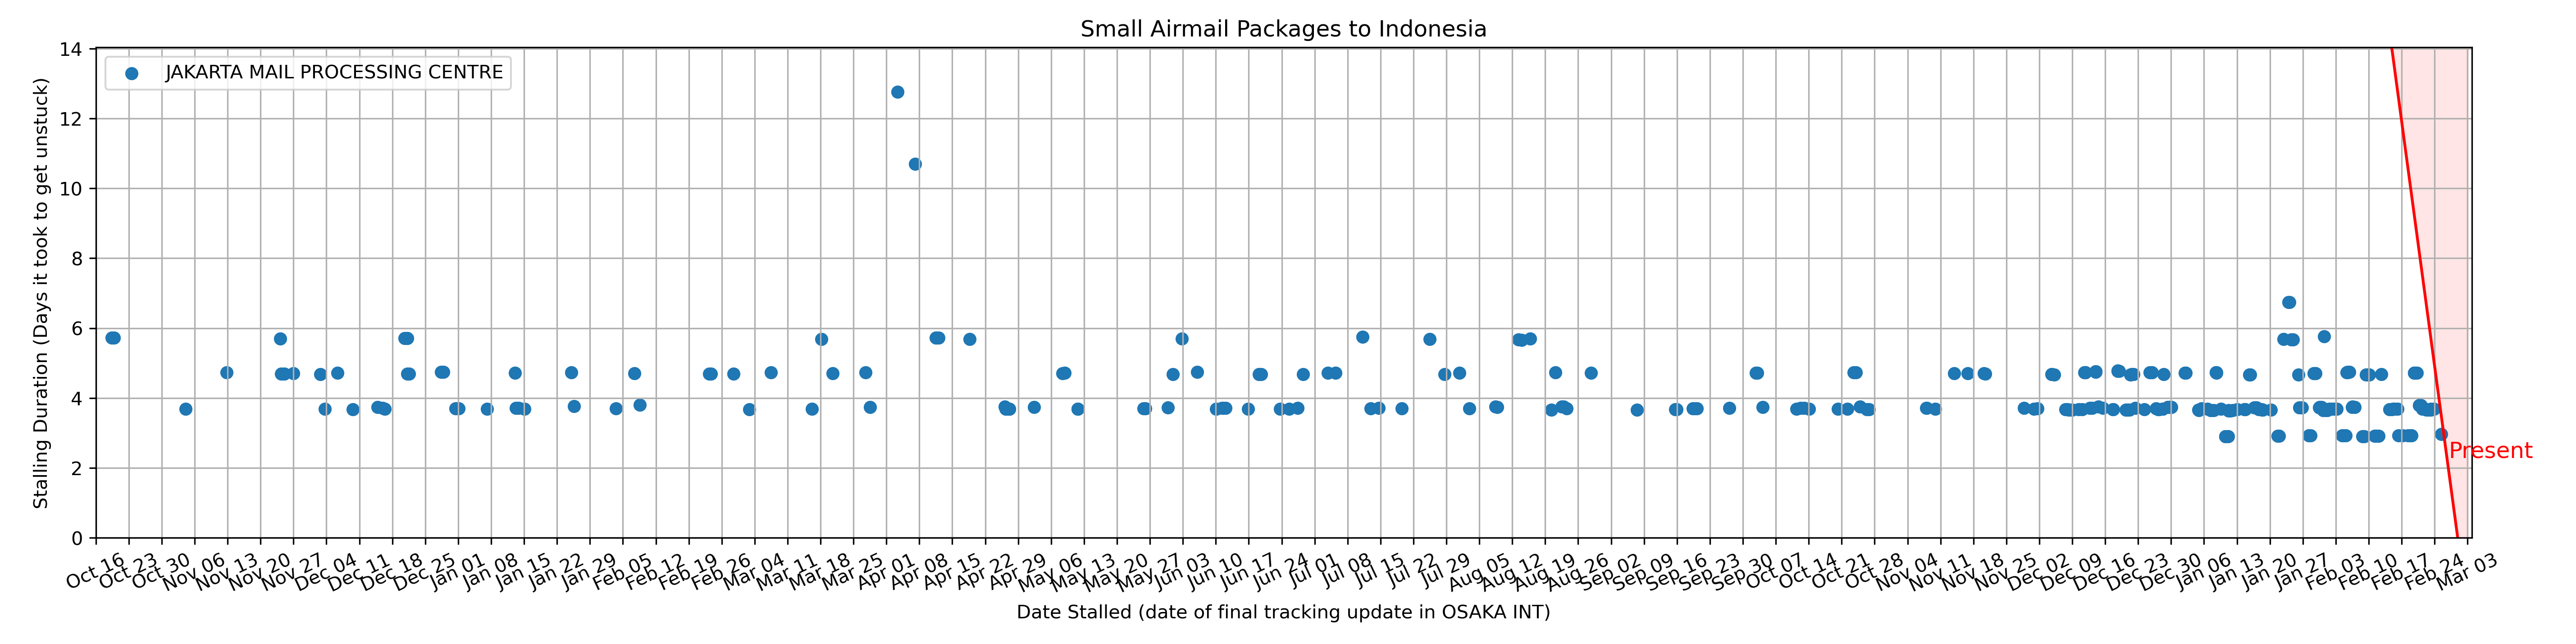 Small Airmail Packages to Indonesia
JAKARTA MAIL PROCESSING CENTRE
Stalling Duration (Days it took to get unstuck)
14
12
10
8
6
4
2
0
Present
Oct 16
Oct 23
Oct 30
Nov 06
Nov 13
Nov 20
Nov 27
Dec 04
Dec 11
Dec 18
Dec 25
Jan 01
Jan 08
Jan 15
Jan 22
Jan 29
Feb 05
Feb 12
Feb 19
Feb 26
Mar 04
Mar 11
Mar 18
Mar 25
Apr 01
Apr 08
Apr 15
Apr 22
Apr 29
May 06
May 13
May 20
May 27
Jun 03
Jun 10
Jun 17
Jun 24
Jul 01
Jul 08
Jul 15
Jul 22
Jul 29
Aug 05
Aug 12
Aug 19
Aug 26
Sep 02
Sep 09
Sep 16
Sep 23
Sep 30
Oct 07
Oct 14
Oct 21
Oct 28
Nov 04
Nov 11
Nov 18
Nov 25
Dec 02
Dec 09
Dec 16
Dec 23
Dec 30
Jan 06
Jan 13
Jan 20
Jan 27
Feb 03
Feb 10
Feb 17
Feb 24
Mar 03
Date Stalled (date of final tracking update in OSAKA INT)